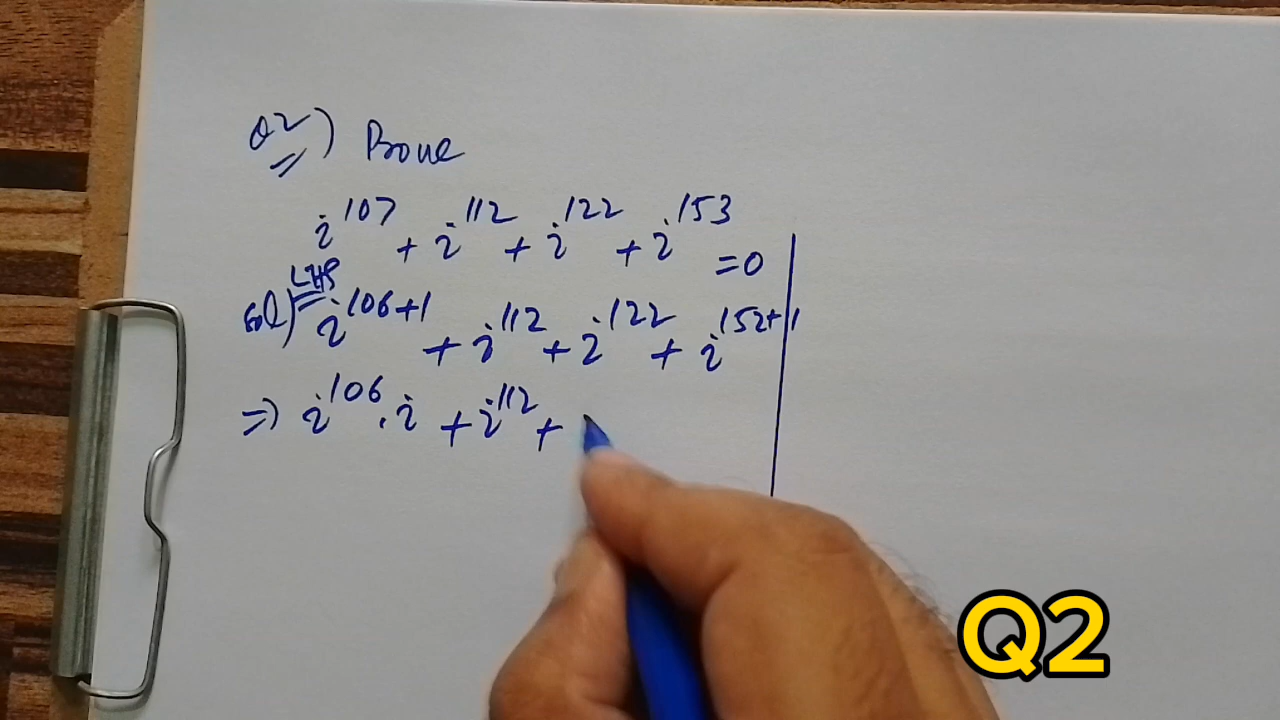 Q2) Prove
i^107 + i^112 + i^122 + i^153
= 0
Sol) LHS i^106+1 + i^112 + i^122 + i^152+1
=> i^106 . i + i^112 +
Q2